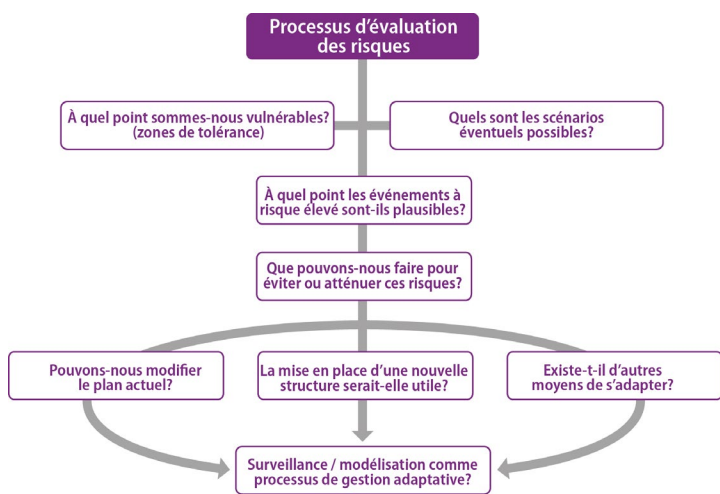 Processus d'évaluation
des risques
À quel point sommes-nous vulnérables?
(zones de tolérance)
Quels sont les scénarios
éventuels possibles?
À quel point les événements à
risque élevé sont-ils plausibles?
Que pouvons-nous faire pour
éviter ou atténuer ces risques?
Pouvons-nous modifier
le plan actuel?
La mise en place d'une nouvelle
structure serait-elle utile?
Existe-t-il d'autres
moyens de s'adapter?
Surveillance / modélisation comme
processus de gestion adaptative?